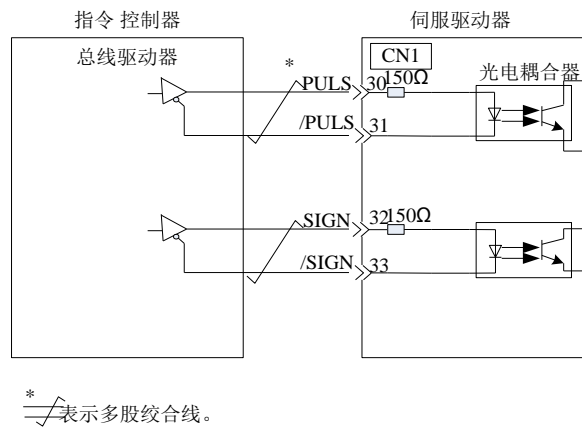 指令 控制器
伺服驱动器
总线驱动器
CN1
*
PULS 30 150Ω
光电耦合器
/PULS 31
SIGN 32 150Ω
/SIGN 33
*
表示多股绞合线。